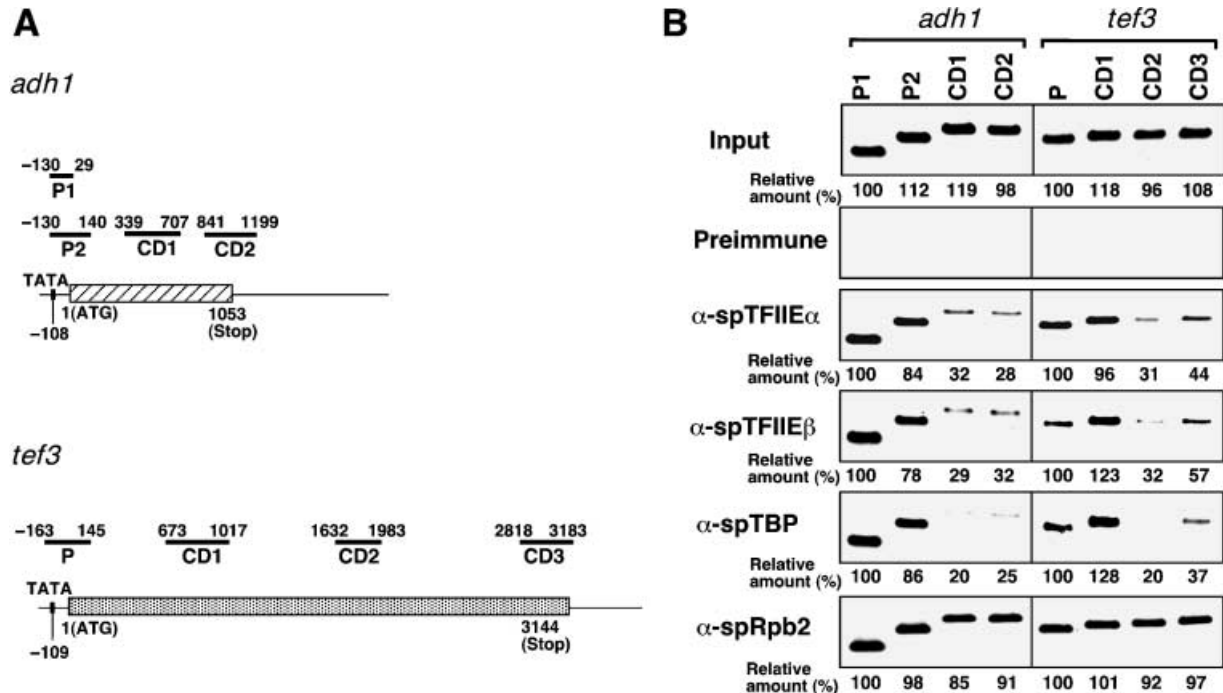 A
adh1
−130 29
P1
−130 140 339 707 841 1199
P2 CD1 CD2
TATA
1(ATG) 1053
(Stop)
−108
tef3
−163 145 673 1017 1632 1983 2818 3183
P CD1 CD2 CD3
TATA
1(ATG) 3144
(Stop)
−109
B
adh1 tef3
P1 P2 CD1 CD2 P CD1 CD2 CD3
Input
Relative
amount (%) 100 112 119 98 100 118 96 108
Preimmune
α-spTFIIEα
Relative
amount (%) 100 84 32 28 100 96 31 44
α-spTFIIEβ
Relative
amount (%) 100 78 29 32 100 123 32 57
α-spTBP
Relative
amount (%) 100 86 20 25 100 128 20 37
α-spRpb2
Relative
amount (%) 100 98 85 91 100 101 92 97